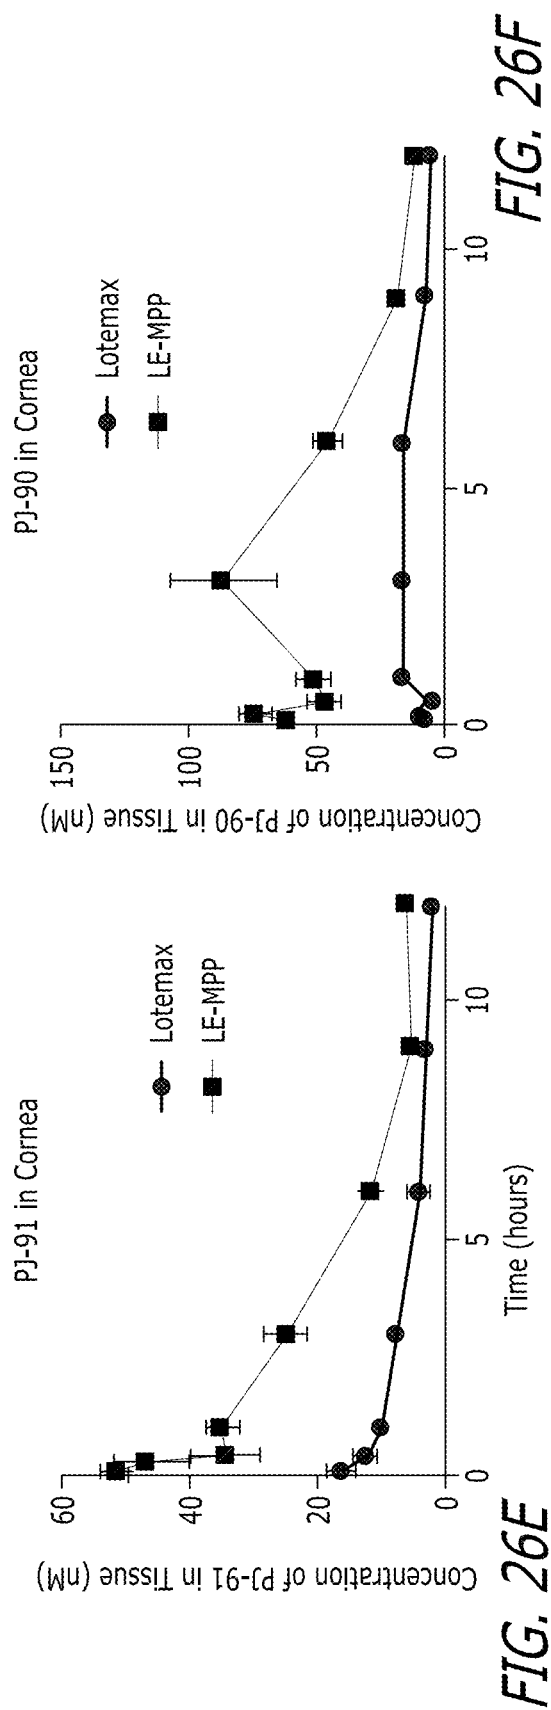 PJ-91 in Cornea
Concentration of PJ-91 in Tissue (nM)
60
40
20
0
0
5
10
Time (hours)
Lotemax
LE-MPP
FIG. 26E
PJ-90 in Cornea
Concentration of PJ-90 in Tissue (nM)
150
100
50
0
0
5
10
Lotemax
LE-MPP
FIG. 26F